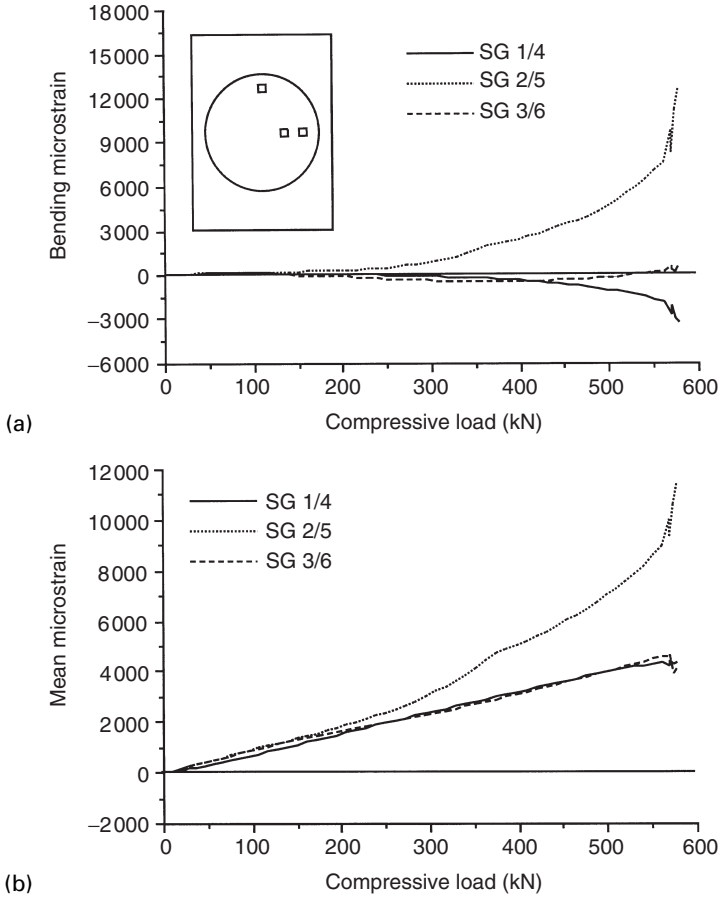 (a)
Bending microstrain
18000
15000
12000
9000
6000
3000
0
−3000
−6000
SG 1/4
SG 2/5
SG 3/6
0 100 200 300 400 500 600
Compressive load (kN)
(b)
Mean microstrain
12000
10000
8000
6000
4000
2000
0
−2000
SG 1/4
SG 2/5
SG 3/6
0 100 200 300 400 500 600
Compressive load (kN)